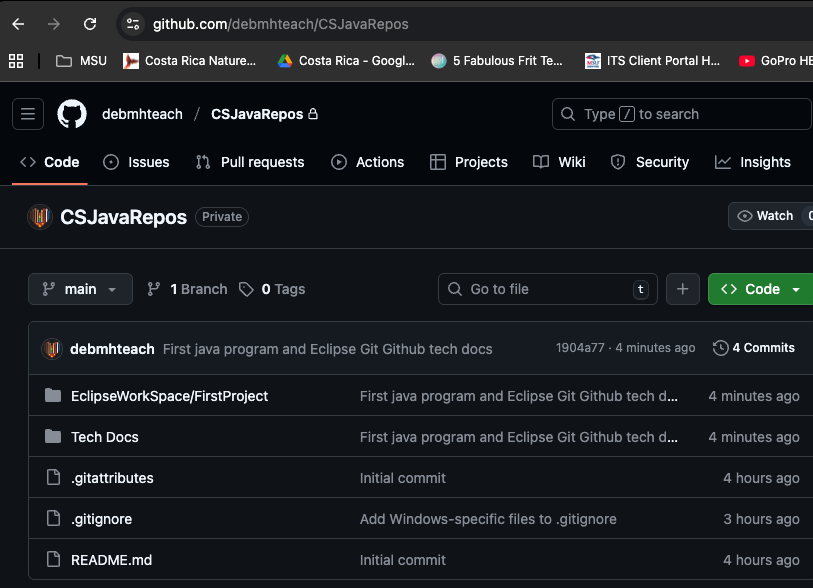 github.com/debmhteach/CSJavaRepos
MSU Costa Rica Nature... Costa Rica - Googl... 5 Fabulous Frit Te... ITS Client Portal H... GoPro HE
debmhteach / CSJavaRepos Type / to search
Code Issues Pull requests Actions Projects Wiki Security Insights
CSJavaRepos Private Watch 0
main 1 Branch 0 Tags Go to file t + Code
debmhteach First java program and Eclipse Git Github tech docs 1904a77 · 4 minutes ago 4 Commits
EclipseWorkSpace/FirstProject First java program and Eclipse Git Github tech d... 4 minutes ago
Tech Docs First java program and Eclipse Git Github tech d... 4 minutes ago
.gitattributes Initial commit 4 hours ago
.gitignore Add Windows-specific files to .gitignore 3 hours ago
README.md Initial commit 4 hours ago